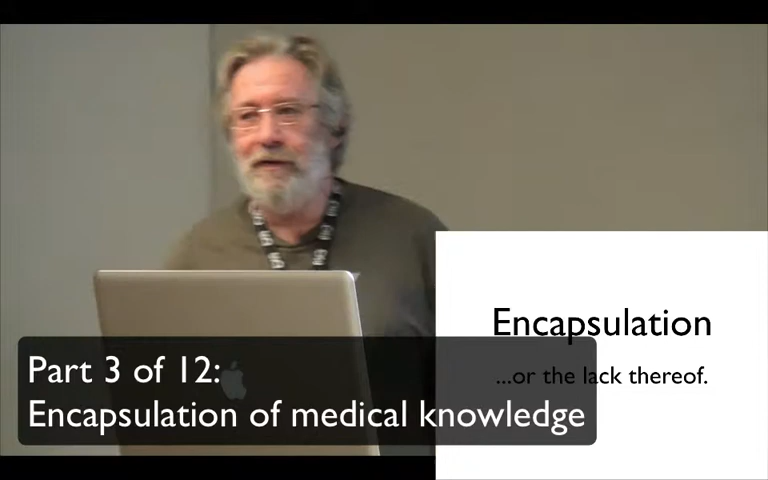 Encapsulation
...or the lack thereof.
Part 3 of 12:
Encapsulation of medical knowledge